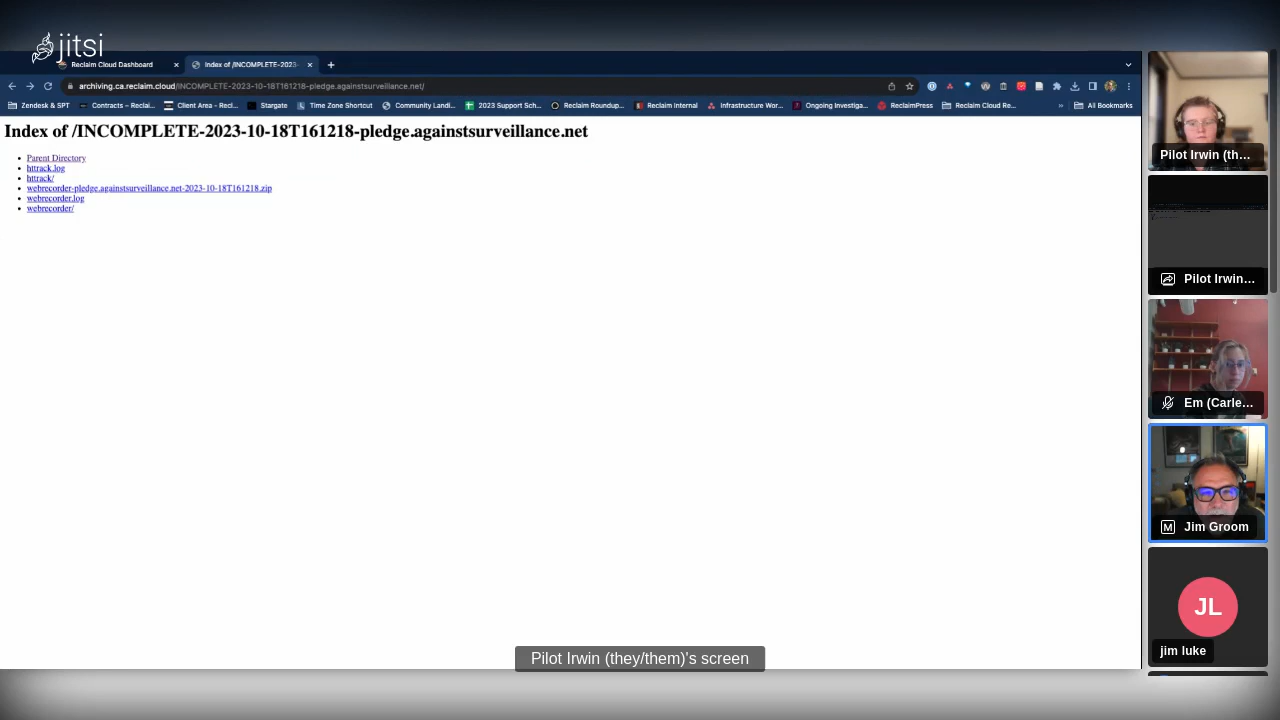 jitsi
Reclaim Cloud Dashboard
Index of /INCOMPLETE-2023-
archiving.ca.reclaim.cloud/INCOMPLETE-2023-10-18T161218-pledge.againstsurveillance.net/
Zendesk & SPT
Contracts – Reclai...
Client Area - Recl...
Stargate
Time Zone Shortcut
Community Landi...
2023 Support Sch...
Reclaim Roundup...
Reclaim Internal
Infrastructure Wor...
Ongoing Investiga...
ReclaimPress
Reclaim Cloud Re...
»
All Bookmarks
Index of /INCOMPLETE-2023-10-18T161218-pledge.againstsurveillance.net
Parent Directory
httrack.log
httrack/
webrecorder-pledge.againstsurveillance.net-2023-10-18T161218.zip
webrecorder.log
webrecorder/
Pilot Irwin (th...
Pilot Irwin...
Em (Carle...
Jim Groom
JL
jim luke
Pilot Irwin (they/them)'s screen